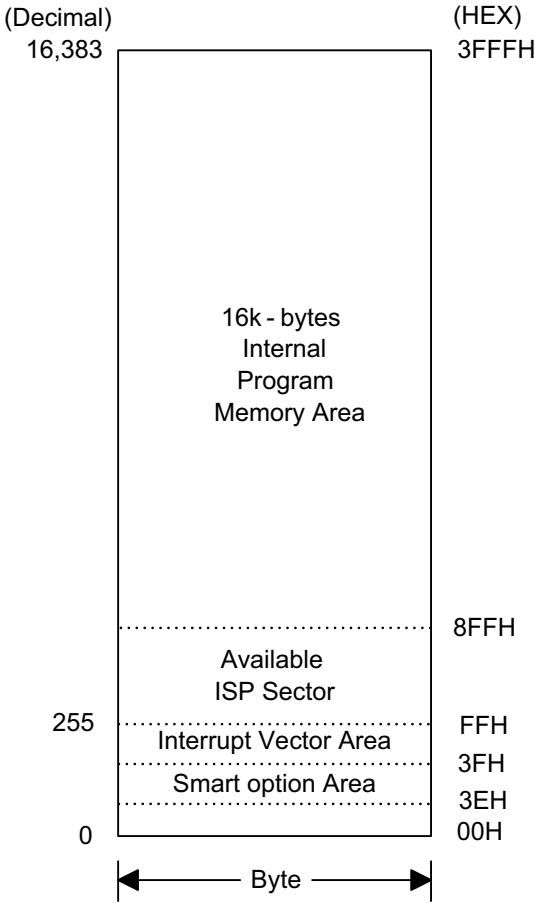 (Decimal) (HEX)
16,383 3FFFH
16k - bytes
Internal
Program
Memory Area
8FFH
Available
ISP Sector
255 FFH
Interrupt Vector Area
3FH
Smart option Area
3EH
0 00H
Byte